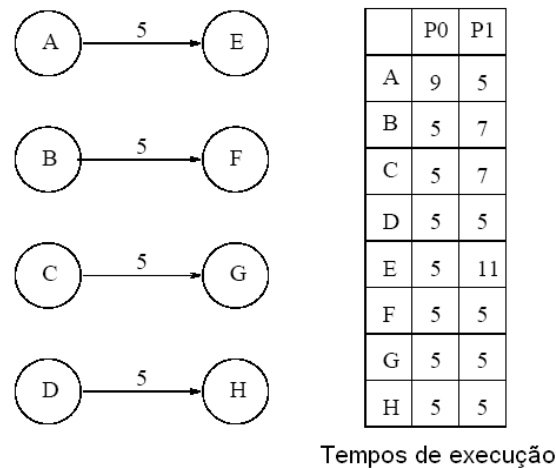 A 5 E
B 5 F
C 5 G
D 5 H
P0 P1
A 9 5
B 5 7
C 5 7
D 5 5
E 5 11
F 5 5
G 5 5
H 5 5
Tempos de execução